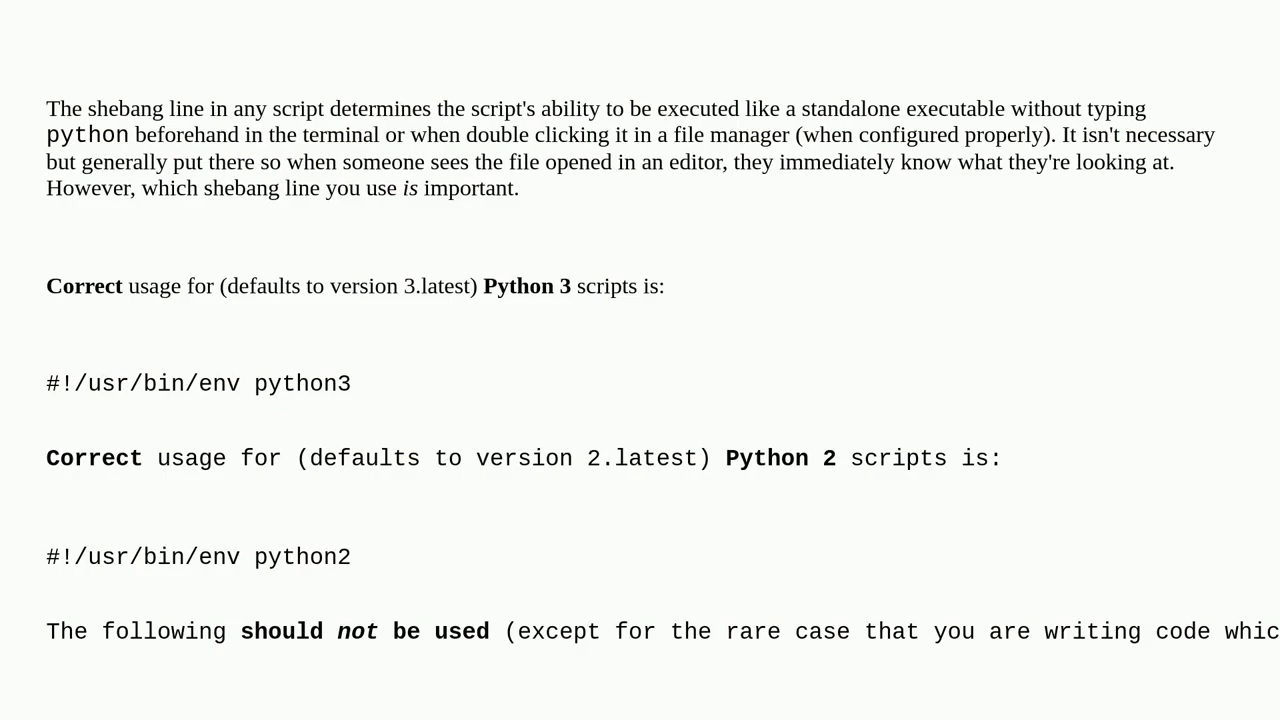 The shebang line in any script determines the script's ability to be executed like a standalone executable without typing
python beforehand in the terminal or when double clicking it in a file manager (when configured properly). It isn't necessary
but generally put there so when someone sees the file opened in an editor, they immediately know what they're looking at.
However, which shebang line you use is important.
Correct usage for (defaults to version 3.latest) Python 3 scripts is:
#!/usr/bin/env python3
Correct usage for (defaults to version 2.latest) Python 2 scripts is:
#!/usr/bin/env python2
The following should not be used (except for the rare case that you are writing code whic